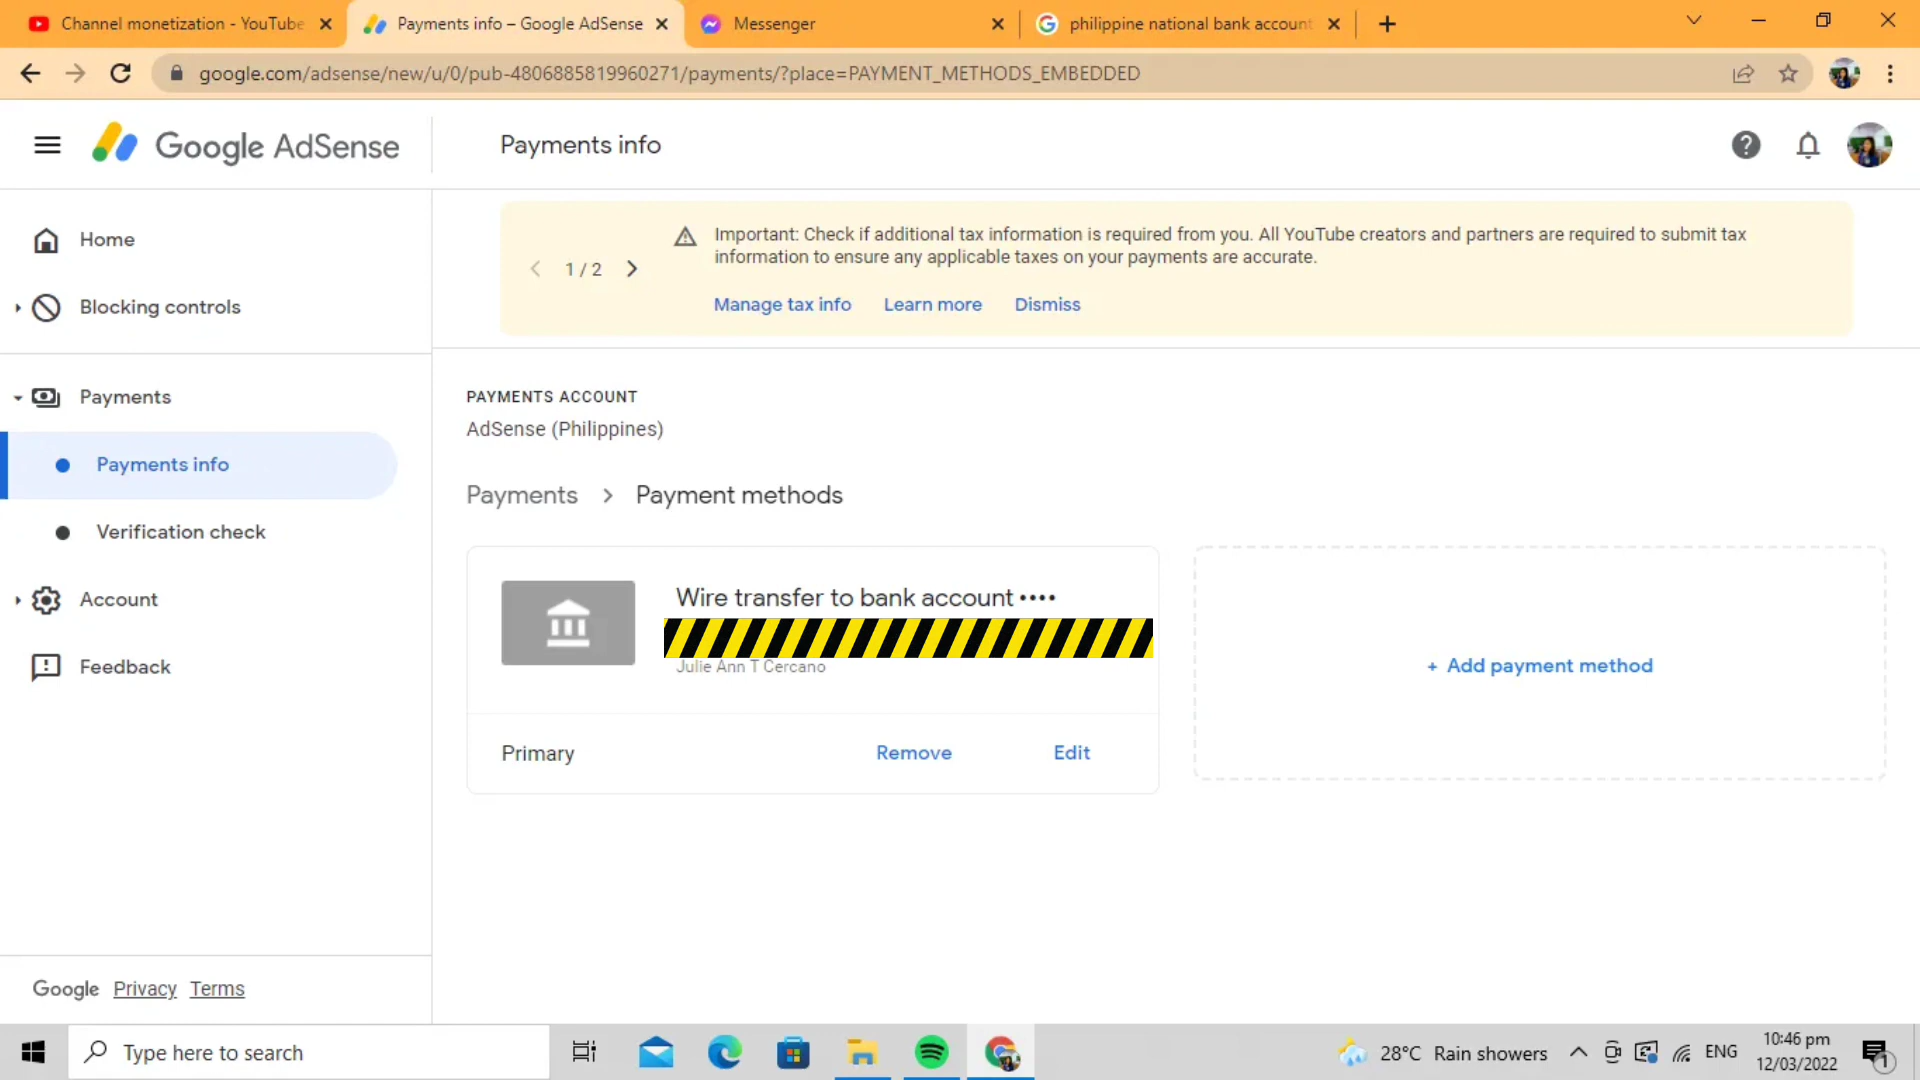 Channel monetization - YouTube
Payments info – Google AdSense
Messenger
philippine national bank account
google.com/adsense/new/u/0/pub-4806885819960271/payments/?place=PAYMENT_METHODS_EMBEDDED
Google AdSense
Payments info
Home
Blocking controls
Payments
Payments info
Verification check
Account
Feedback
Google Privacy Terms
1 / 2
Important: Check if additional tax information is required from you. All YouTube creators and partners are required to submit tax
information to ensure any applicable taxes on your payments are accurate.
Manage tax info Learn more Dismiss
PAYMENTS ACCOUNT
AdSense (Philippines)
Payments > Payment methods
Wire transfer to bank account ••••
Julie Ann T Cercano
Primary Remove Edit
+ Add payment method
Type here to search
28°C Rain showers
ENG
10:46 pm
12/03/2022
1